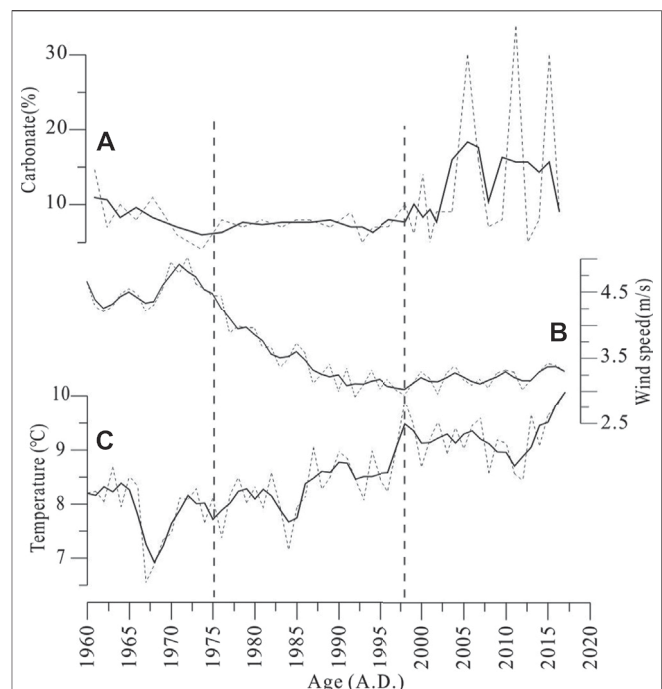 30
20
10
Carbonate(%)
A
4.5
3.5
2.5
Wind speed(m/s)
B
10
9
8
7
Temperature (℃)
C
1960 1965 1970 1975 1980 1985 1990 1995 2000 2005 2010 2015 2020
Age (A.D.)